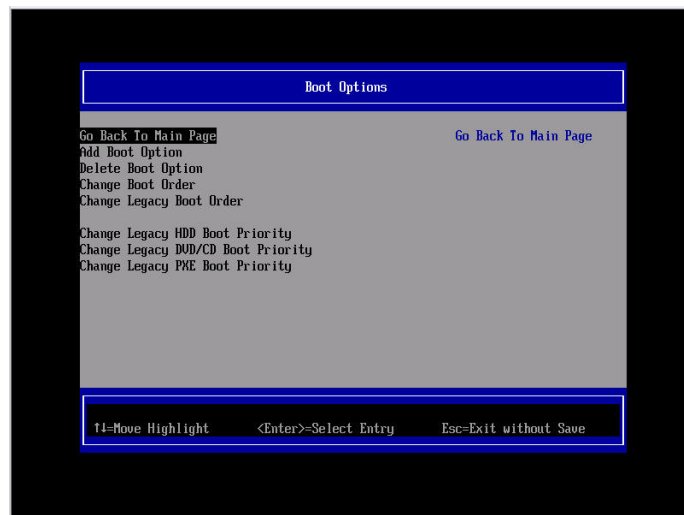 Boot Options
Go Back To Main Page
Go Back To Main Page
Add Boot Option
Delete Boot Option
Change Boot Order
Change Legacy Boot Order
Change Legacy HDD Boot Priority
Change Legacy DVD/CD Boot Priority
Change Legacy PXE Boot Priority
↑↓=Move Highlight <Enter>=Select Entry Esc=Exit without Save